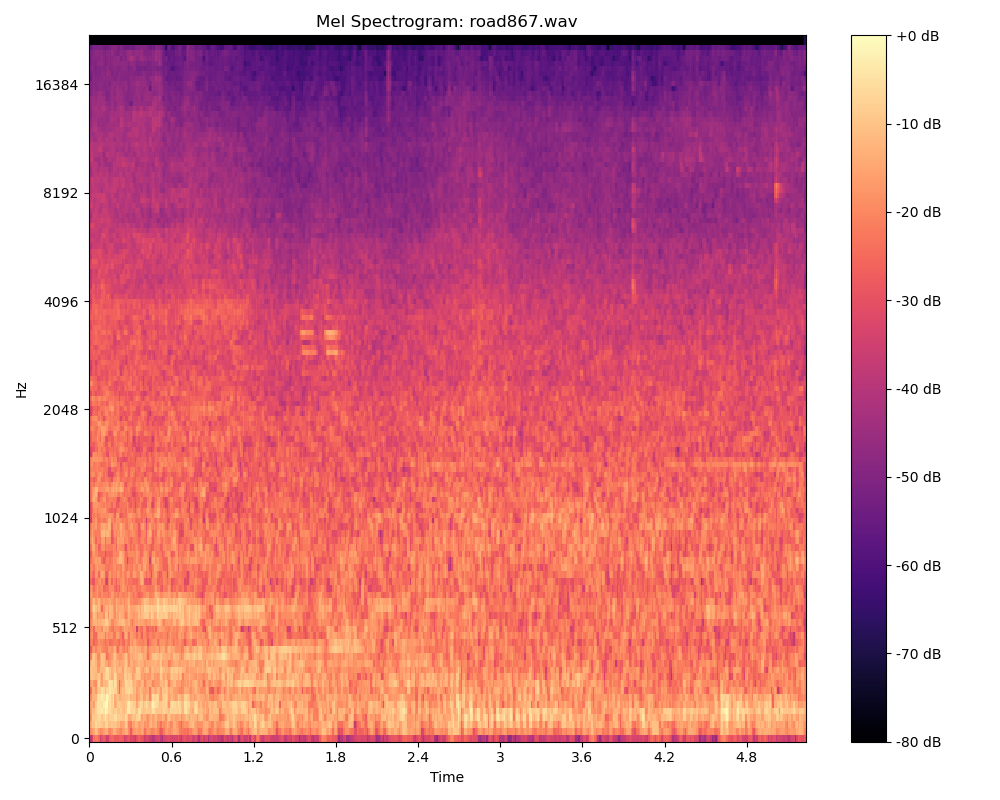 Mel Spectrogram: road867.wav
Hz
16384
8192
4096
2048
1024
512
0
0 0.6 1.2 1.8 2.4 3 3.6 4.2 4.8
Time
+0 dB
-10 dB
-20 dB
-30 dB
-40 dB
-50 dB
-60 dB
-70 dB
-80 dB